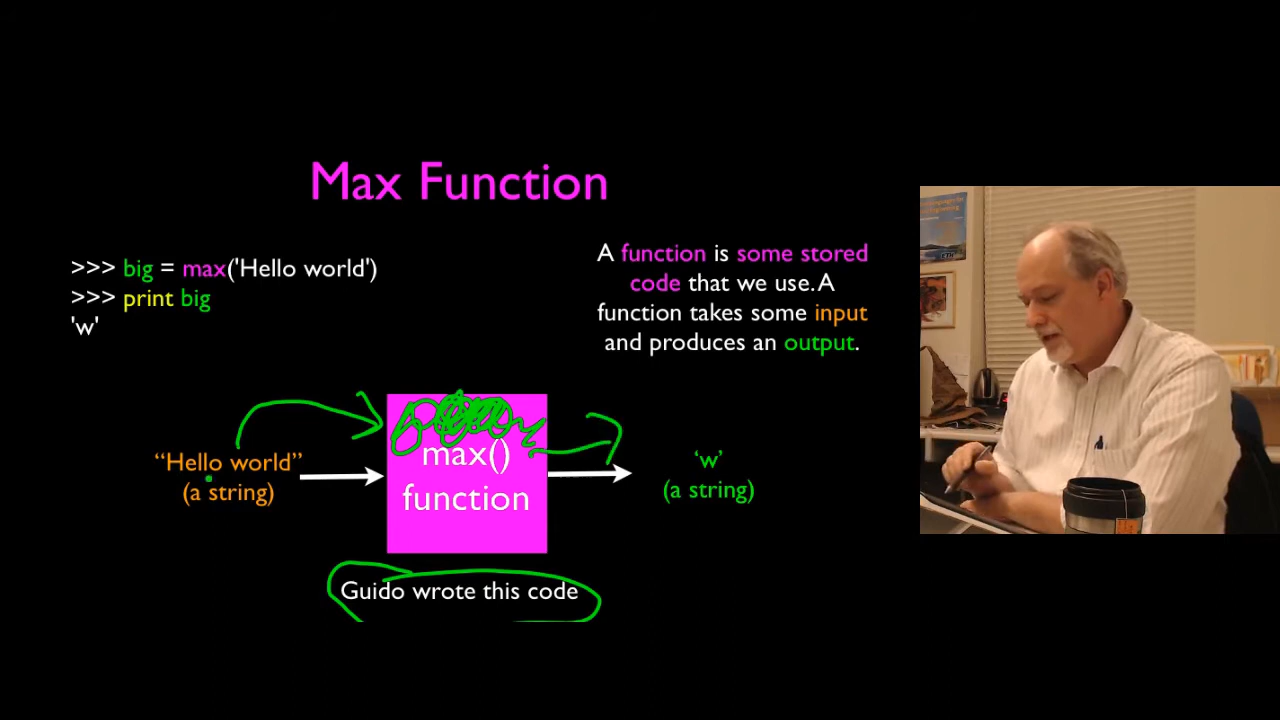 Max Function
>>> big = max('Hello world')
>>> print big
'w'
A function is some stored
code that we use. A
function takes some input
and produces an output.
“Hello world”
(a string)
max()
function
‘w’
(a string)
Guido wrote this code